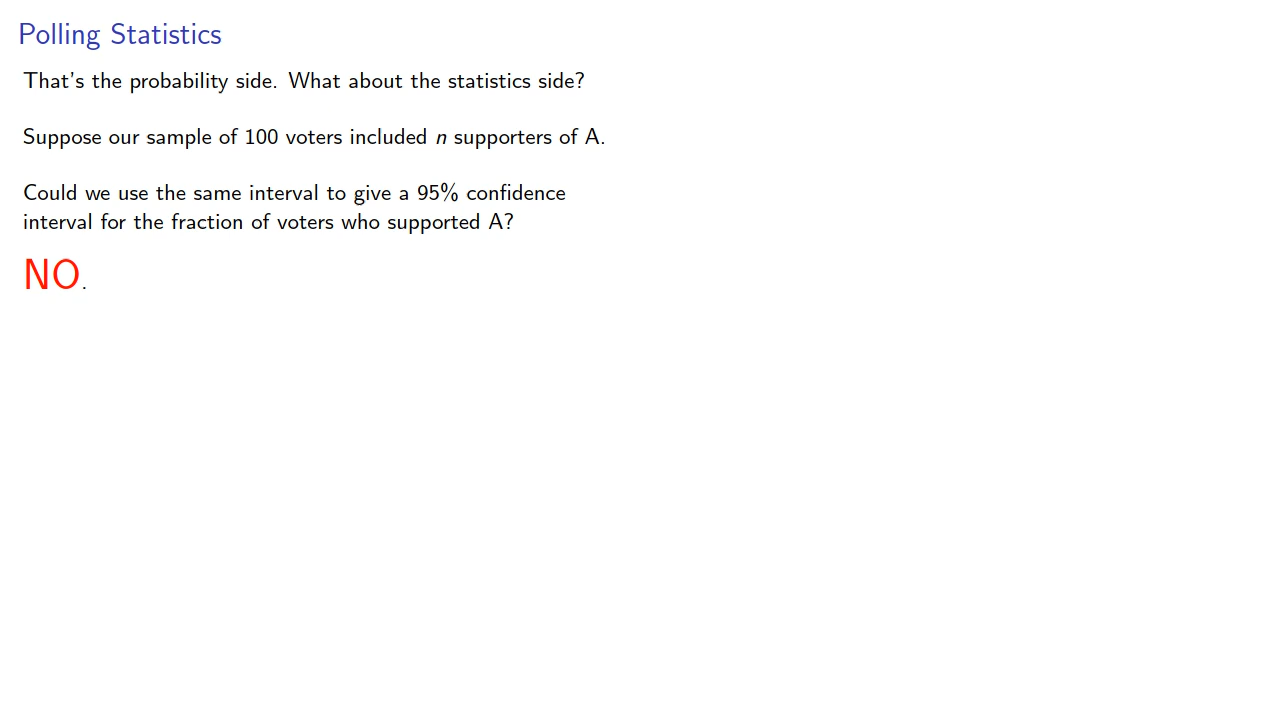 Polling Statistics
That's the probability side. What about the statistics side?
Suppose our sample of 100 voters included n supporters of A.
Could we use the same interval to give a 95% confidence
interval for the fraction of voters who supported A?
NO.